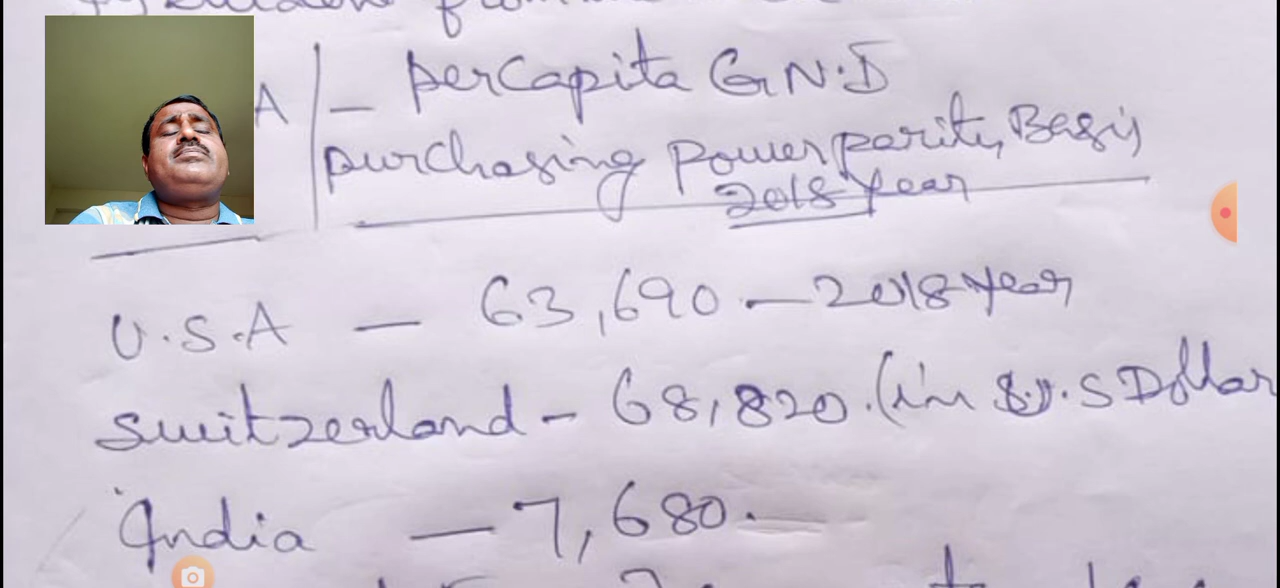 A - PerCapita G.N.I
purchasing Power parity Basis
2018 year
U.S.A - 63,690 - 2018 year
Switzerland - 68,820. (in U.S Dollar
India - 7,680.